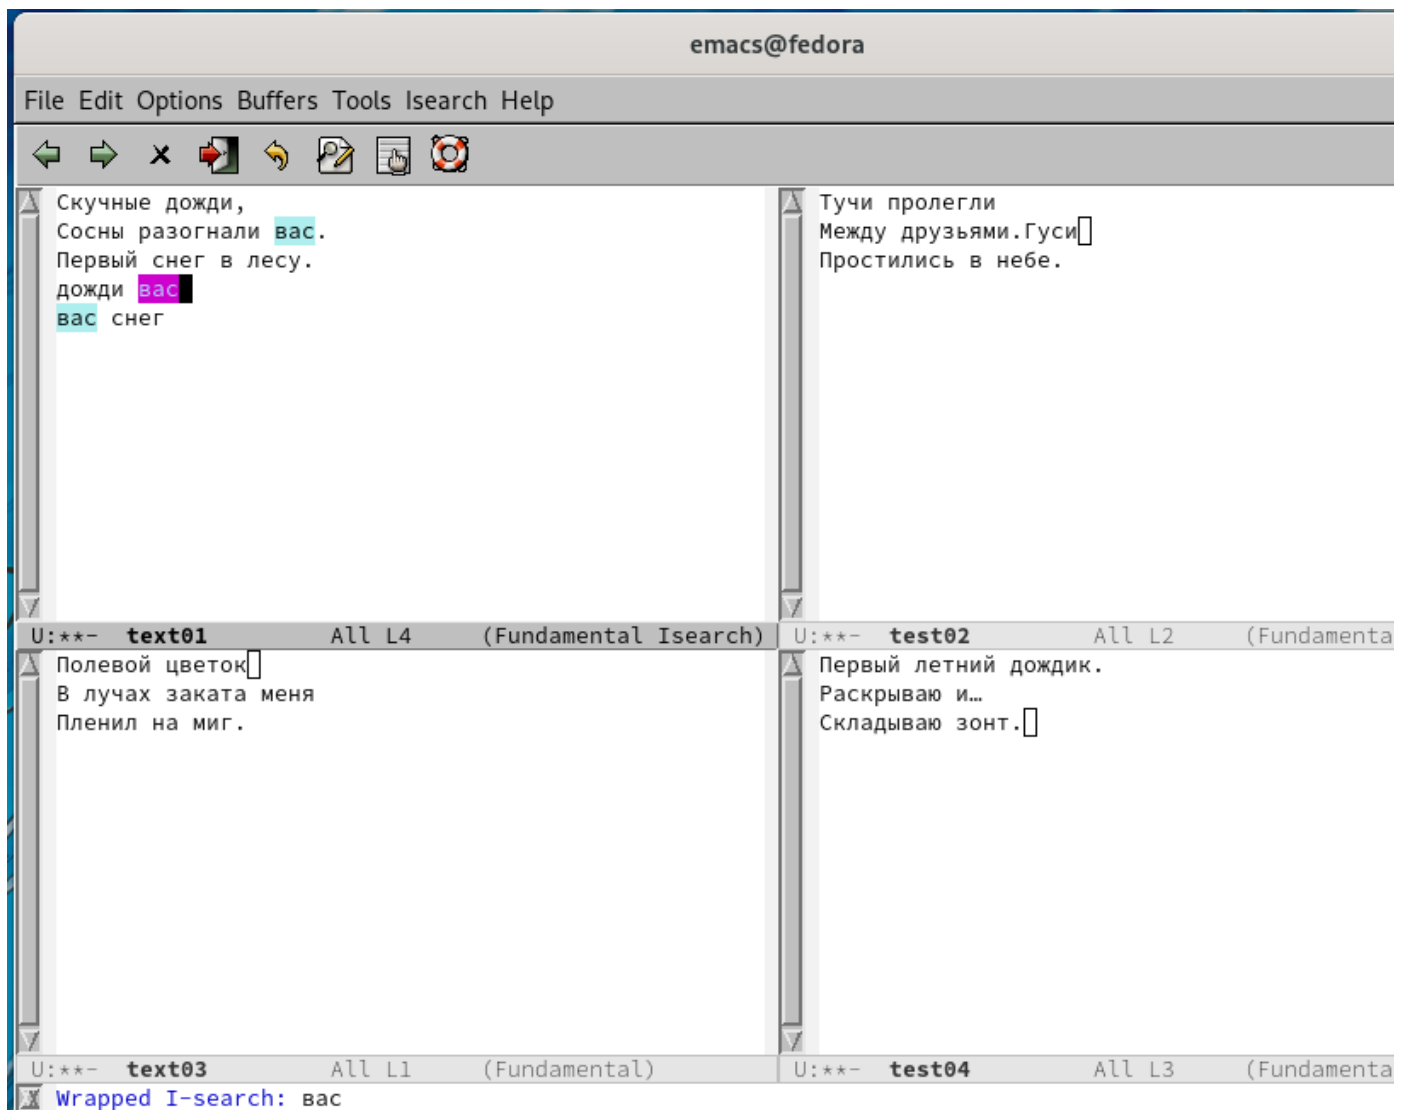 emacs@fedora
File Edit Options Buffers Tools Isearch Help
Скучные дожди,
Сосны разогнали вас.
Первый снег в лесу.
дожди вас
вас снег
U:**-  text01  All L4  (Fundamental Isearch)
Тучи пролегли
Между друзьями.Гуси
Простились в небе.
U:**-  test02  All L2  (Fundamenta
Полевой цветок
В лучах заката меня
Пленил на миг.
U:**-  text03  All L1  (Fundamental)
Первый летний дождик.
Раскрываю и…
Складываю зонт.
U:**-  test04  All L3  (Fundamenta
Wrapped I-search: вас